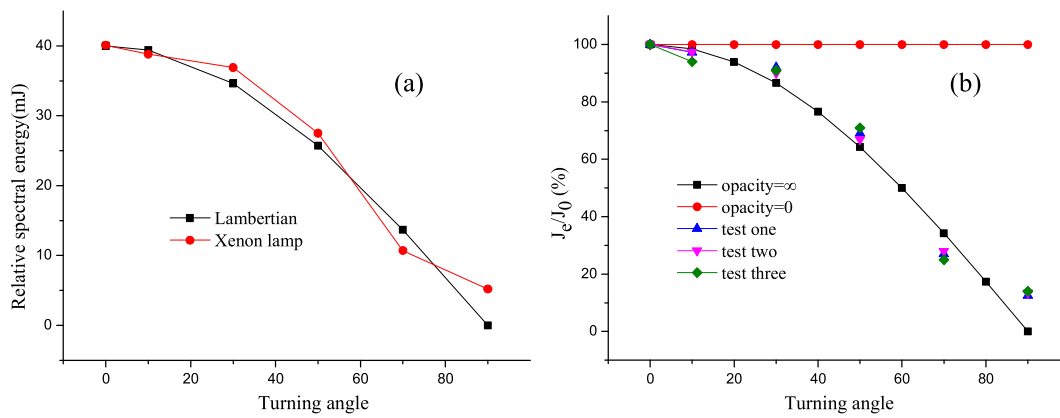 40
30
20
10
0
Relative spectral energy(mJ)
(a)
Lambertian
Xenon lamp
0
20
40
60
80
Turning angle
100
80
60
40
20
0
Je/J0 (%)
(b)
opacity=∞
opacity=0
test one
test two
test three
0
20
40
60
80
Turning angle